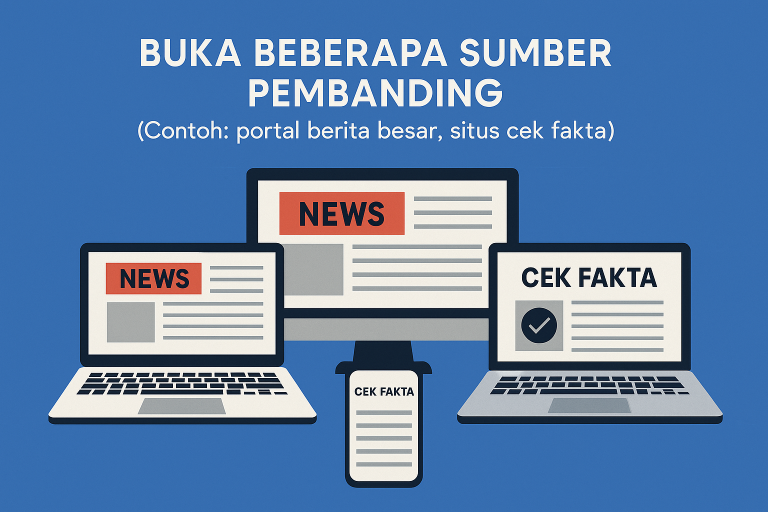 BUKA BEBERAPA SUMBER
PEMBANDING
(Contoh: portal berita besar, situs cek fakta)
NEWS
NEWS
CEK FAKTA
CEK FAKTA